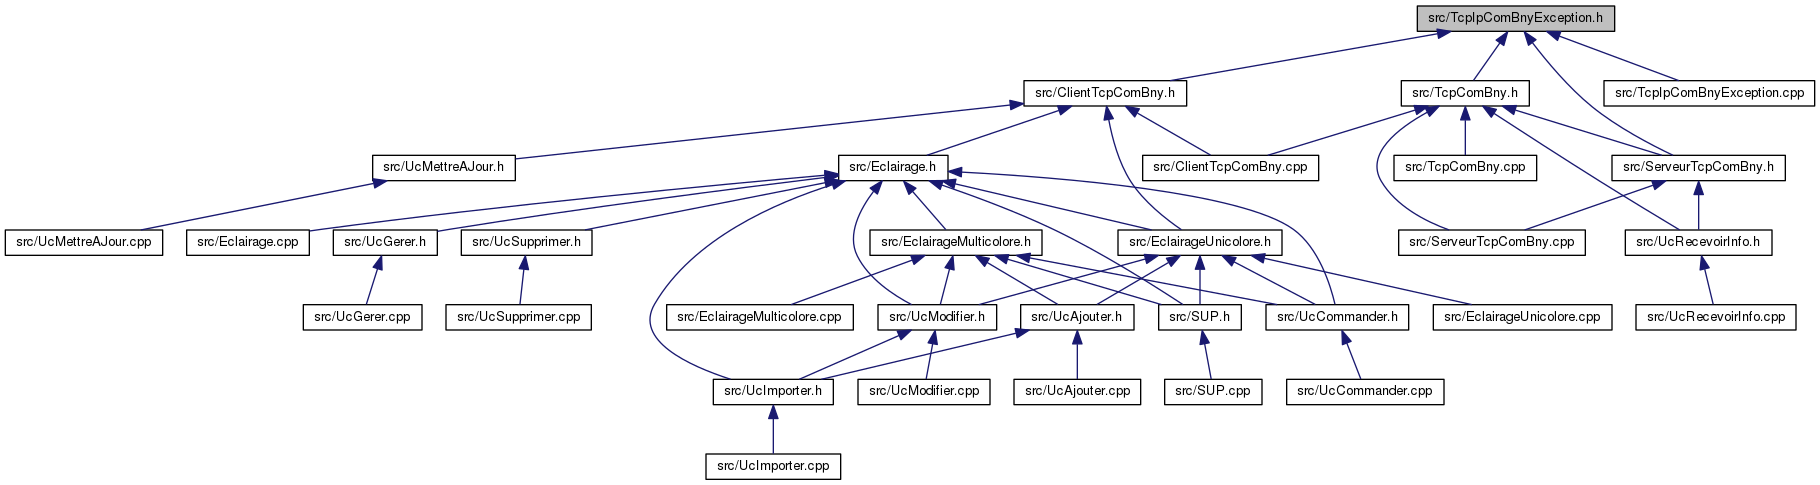 src/TcpIpComBnyException.h
src/ClientTcpComBny.h
src/TcpComBny.h
src/TcpIpComBnyException.cpp
src/UcMettreAJour.h
src/Eclairage.h
src/ClientTcpComBny.cpp
src/TcpComBny.cpp
src/ServeurTcpComBny.h
src/UcMettreAJour.cpp
src/Eclairage.cpp
src/UcGerer.h
src/UcSupprimer.h
src/EclairageMulticolore.h
src/EclairageUnicolore.h
src/ServeurTcpComBny.cpp
src/UcRecevoirInfo.h
src/UcGerer.cpp
src/UcSupprimer.cpp
src/EclairageMulticolore.cpp
src/UcModifier.h
src/UcAjouter.h
src/SUP.h
src/UcCommander.h
src/EclairageUnicolore.cpp
src/UcRecevoirInfo.cpp
src/UcImporter.h
src/UcModifier.cpp
src/UcAjouter.cpp
src/SUP.cpp
src/UcCommander.cpp
src/UcImporter.cpp